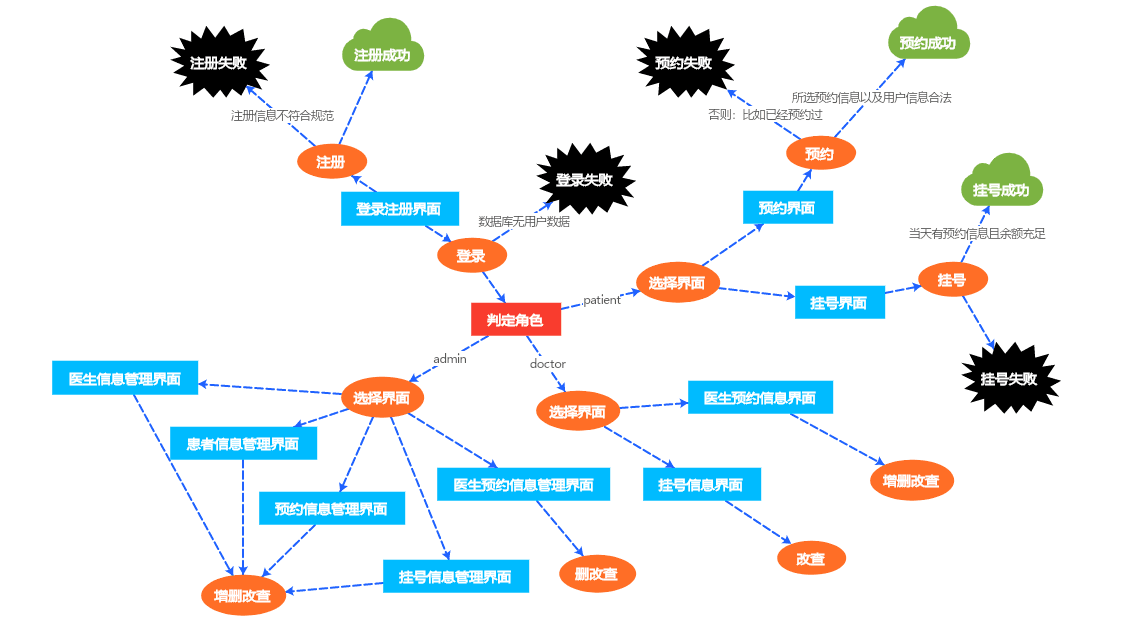 注册失败
注册成功
预约失败
预约成功
注册信息不符合规范
所选预约信息以及用户信息合法
否则：比如已经预约过
注册
预约
登录失败
挂号成功
登录注册界面
预约界面
数据库无用户数据
当天有预约信息且余额充足
登录
选择界面
挂号
patient
挂号界面
判定角色
admin
doctor
挂号失败
医生信息管理界面
选择界面
选择界面
医生预约信息界面
患者信息管理界面
医生预约信息管理界面
挂号信息界面
增删改查
预约信息管理界面
改查
挂号信息管理界面
删改查
增删改查